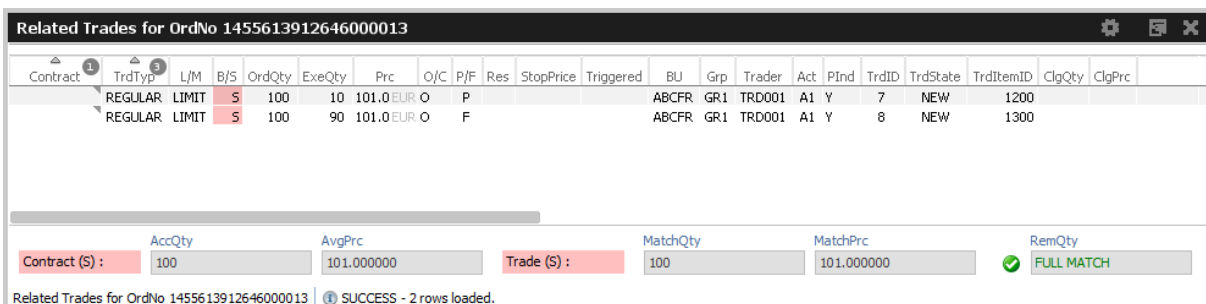 Related Trades for OrdNo 1455613912646000013
Contract 1 TrdTyp 3 L/M B/S OrdQty ExeQty Prc O/C P/F Res StopPrice Triggered BU Grp Trader Act PInd TrdID TrdState TrdItemID ClgQty ClgPrc
REGULAR LIMIT S 100 10 101.0 EUR O P ABCFR GR1 TRD001 A1 Y 7 NEW 1200
REGULAR LIMIT S 100 90 101.0 EUR O F ABCFR GR1 TRD001 A1 Y 8 NEW 1300
AccQty AvgPrc MatchQty MatchPrc RemQty
Contract (S) : 100 101.000000 Trade (S) : 100 101.000000 FULL MATCH
Related Trades for OrdNo 1455613912646000013 SUCCESS - 2 rows loaded.